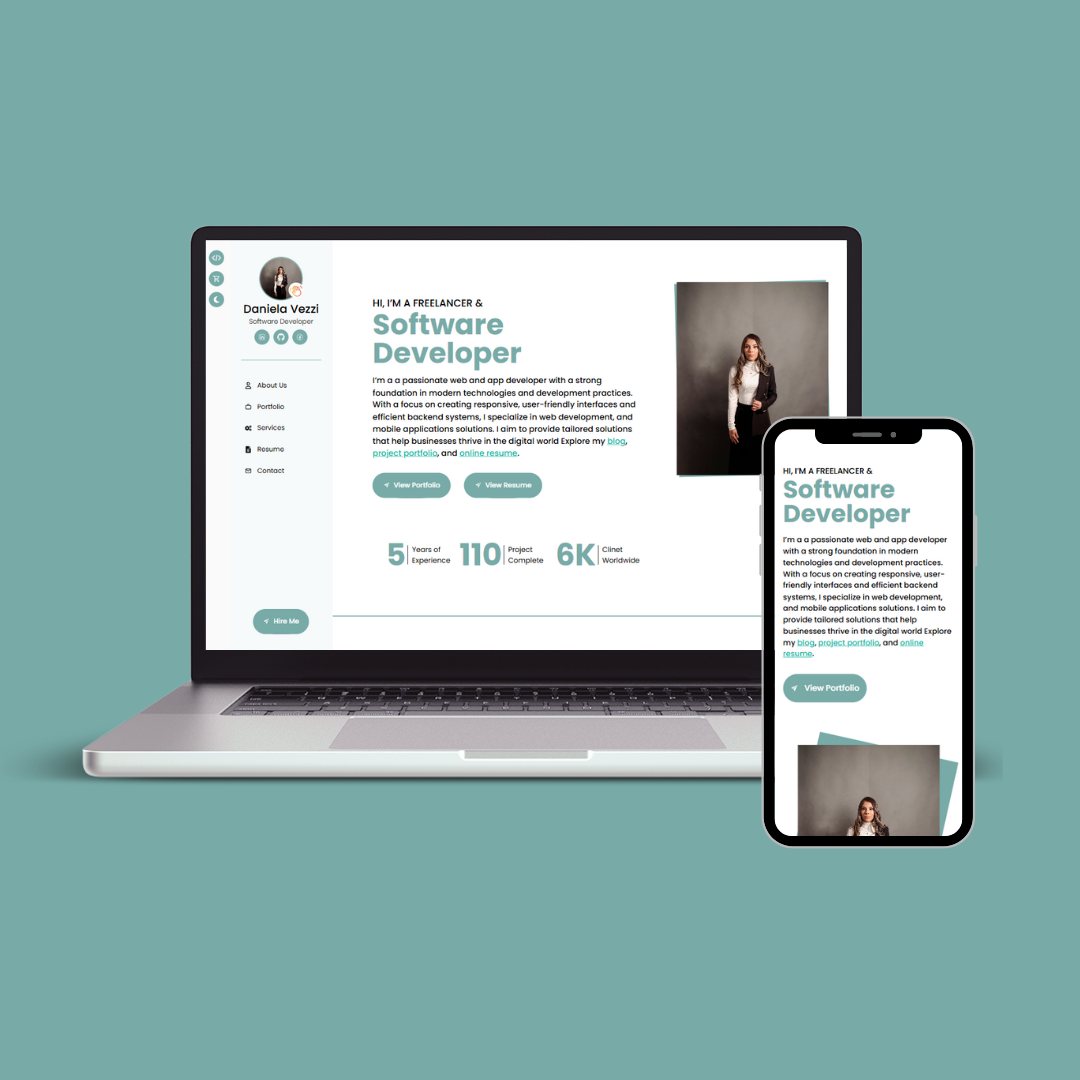 Daniela Vezzi
Software Developer
About Us
Portfolio
Services
Resume
Contact
Hire Me
HI, I'M A FREELANCER &
Software
Developer
I'm a a passionate web and app developer with a strong
foundation in modern technologies and development practices.
With a focus on creating responsive, user-friendly interfaces and
efficient backend systems, I specialize in web development, and
mobile applications solutions. I aim to provide tailored solutions
that help businesses thrive in the digital world Explore my blog,
project portfolio, and online resume.
View Portfolio
View Resume
5 Years of
Experience
110 Project
Complete
6K Clinet
Worldwide
HI, I'M A FREELANCER &
Software
Developer
I'm a a passionate web and app developer
with a strong foundation in modern
technologies and development practices.
With a focus on creating responsive, user-
friendly interfaces and efficient backend
systems, I specialize in web development,
and mobile applications solutions. I aim to
provide tailored solutions that help
businesses thrive in the digital world Explore
my blog, project portfolio, and online
resume.
View Portfolio